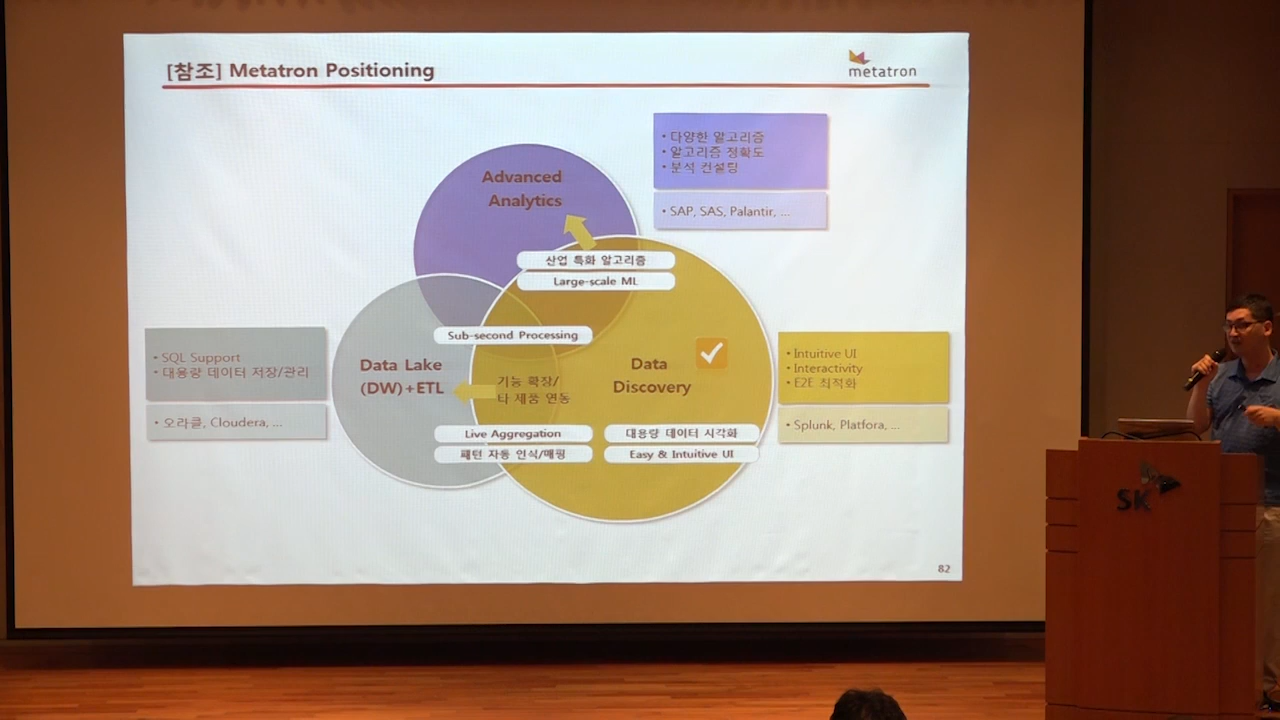 [참조] Metatron Positioning
metatron
• 다양한 알고리즘
• 알고리즘 정확도
• 분석 컨설팅
• SAP, SAS, Palantir, ...
Advanced
Analytics
산업 특화 알고리즘
Large-scale ML
Sub-second Processing
• SQL Support
• 대용량 데이터 저장/관리
• 오라클, Cloudera, ...
Data Lake
(DW)+ETL
기능 확장/
타 제품 연동
Data
Discovery
• Intuitive UI
• Interactivity
• E2E 최적화
• Splunk, Platfora, ...
Live Aggregation
패턴 자동 인식/매핑
대용량 데이터 시각화
Easy & Intuitive UI
82
SK